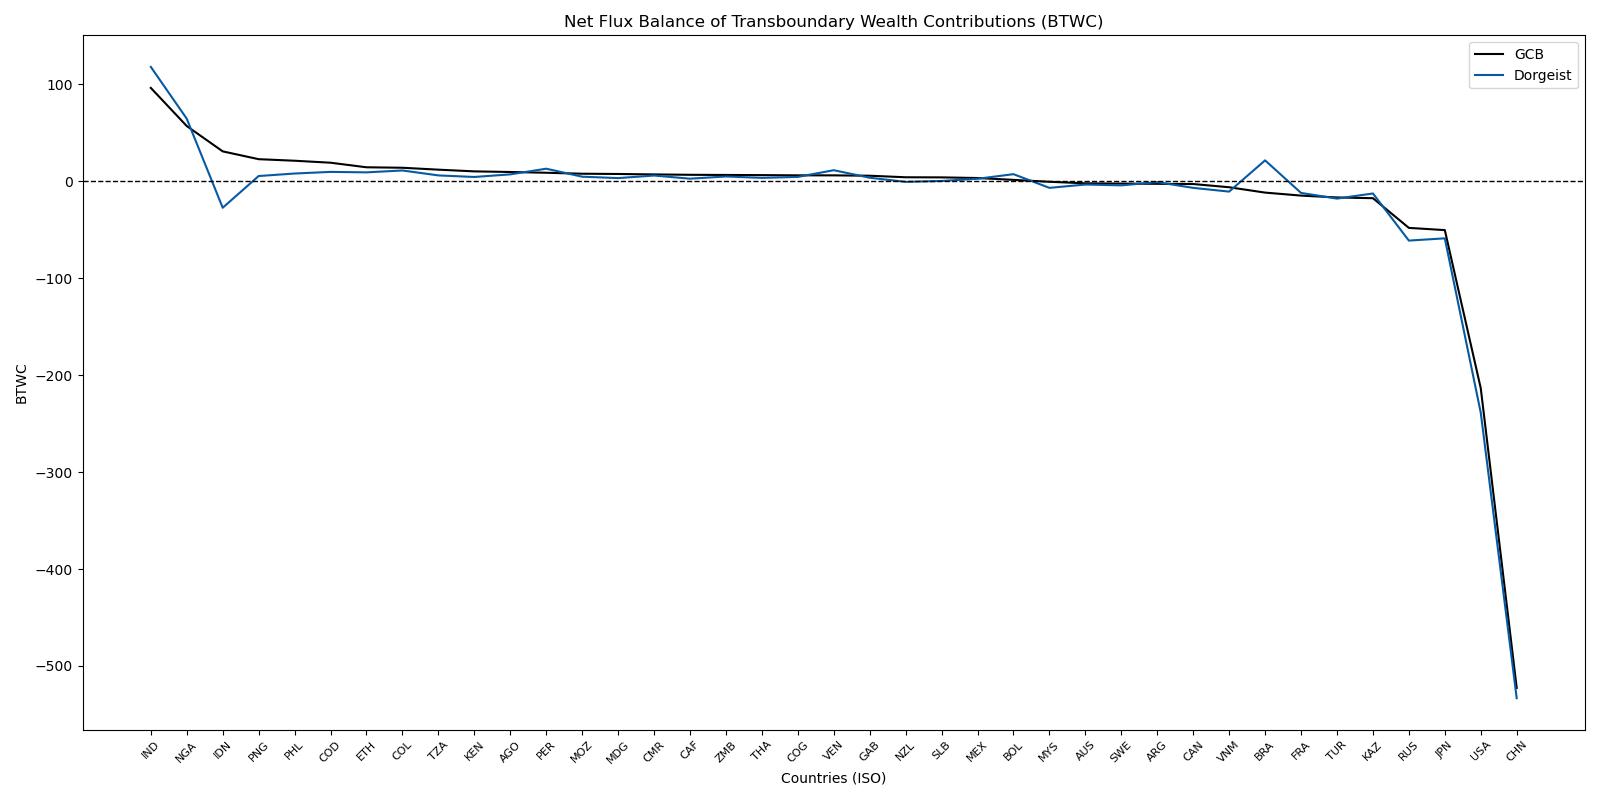 Net Flux Balance of Transboundary Wealth Contributions (BTWC)
GCB
Dorgeist
100
0
−100
−200
−300
−400
−500
BTWC
IND NGA IDN PNG PHL COD ETH COL TZA KEN AGO PER MOZ MDG CMR CAF ZMB THA COG VEN GAB NZL SLB MEX BOL MYS AUS SWE ARG CAN VNM BRA FRA TUR KAZ RUS JPN USA CHN
Countries (ISO)